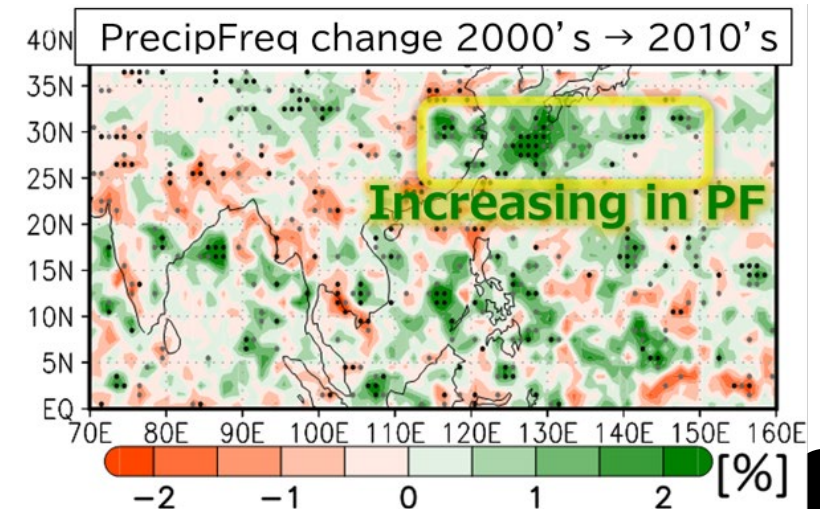 PrecipFreq change 2000's → 2010's
40N
35N
30N
25N
20N
15N
10N
5N
EQ
Increasing in PF
70E 80E 90E 100E 110E 120E 130E 140E 150E 160E
−2 −1 0 1 2 [%]